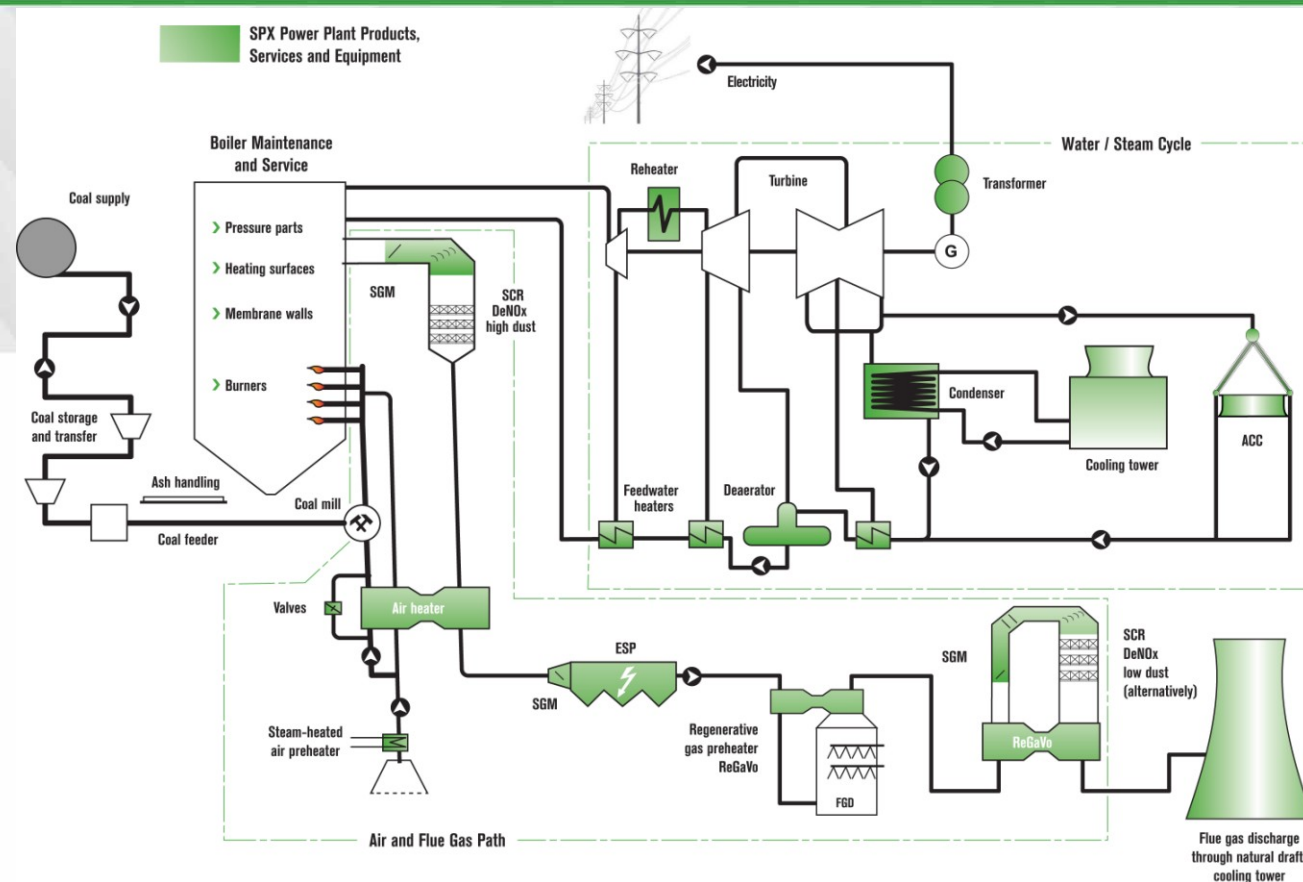 SPX Power Plant Products,
Services and Equipment
Electricity
Water / Steam Cycle
Boiler Maintenance
and Service
Reheater
Turbine
Transformer
Coal supply
Pressure parts
Heating surfaces
Membrane walls
Burners
SGM
SCR
DeNOx
high dust
G
Condenser
Cooling tower
ACC
Coal storage
and transfer
Ash handling
Coal mill
Coal feeder
Feedwater
heaters
Deaerator
Valves
Air heater
ESP
SGM
SGM
SCR
DeNOx
low dust
(alternatively)
Steam-heated
air preheater
Regenerative
gas preheater
ReGaVo
FGD
ReGaVo
Air and Flue Gas Path
Flue gas discharge
through natural draft
cooling tower